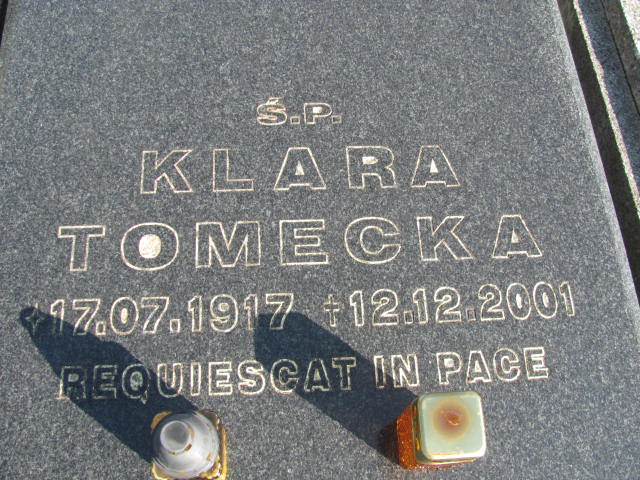 Ś.P.
KLARA
TOMECKA
*17.07.1917 †12.12.2001
REQUIESCAT IN PACE